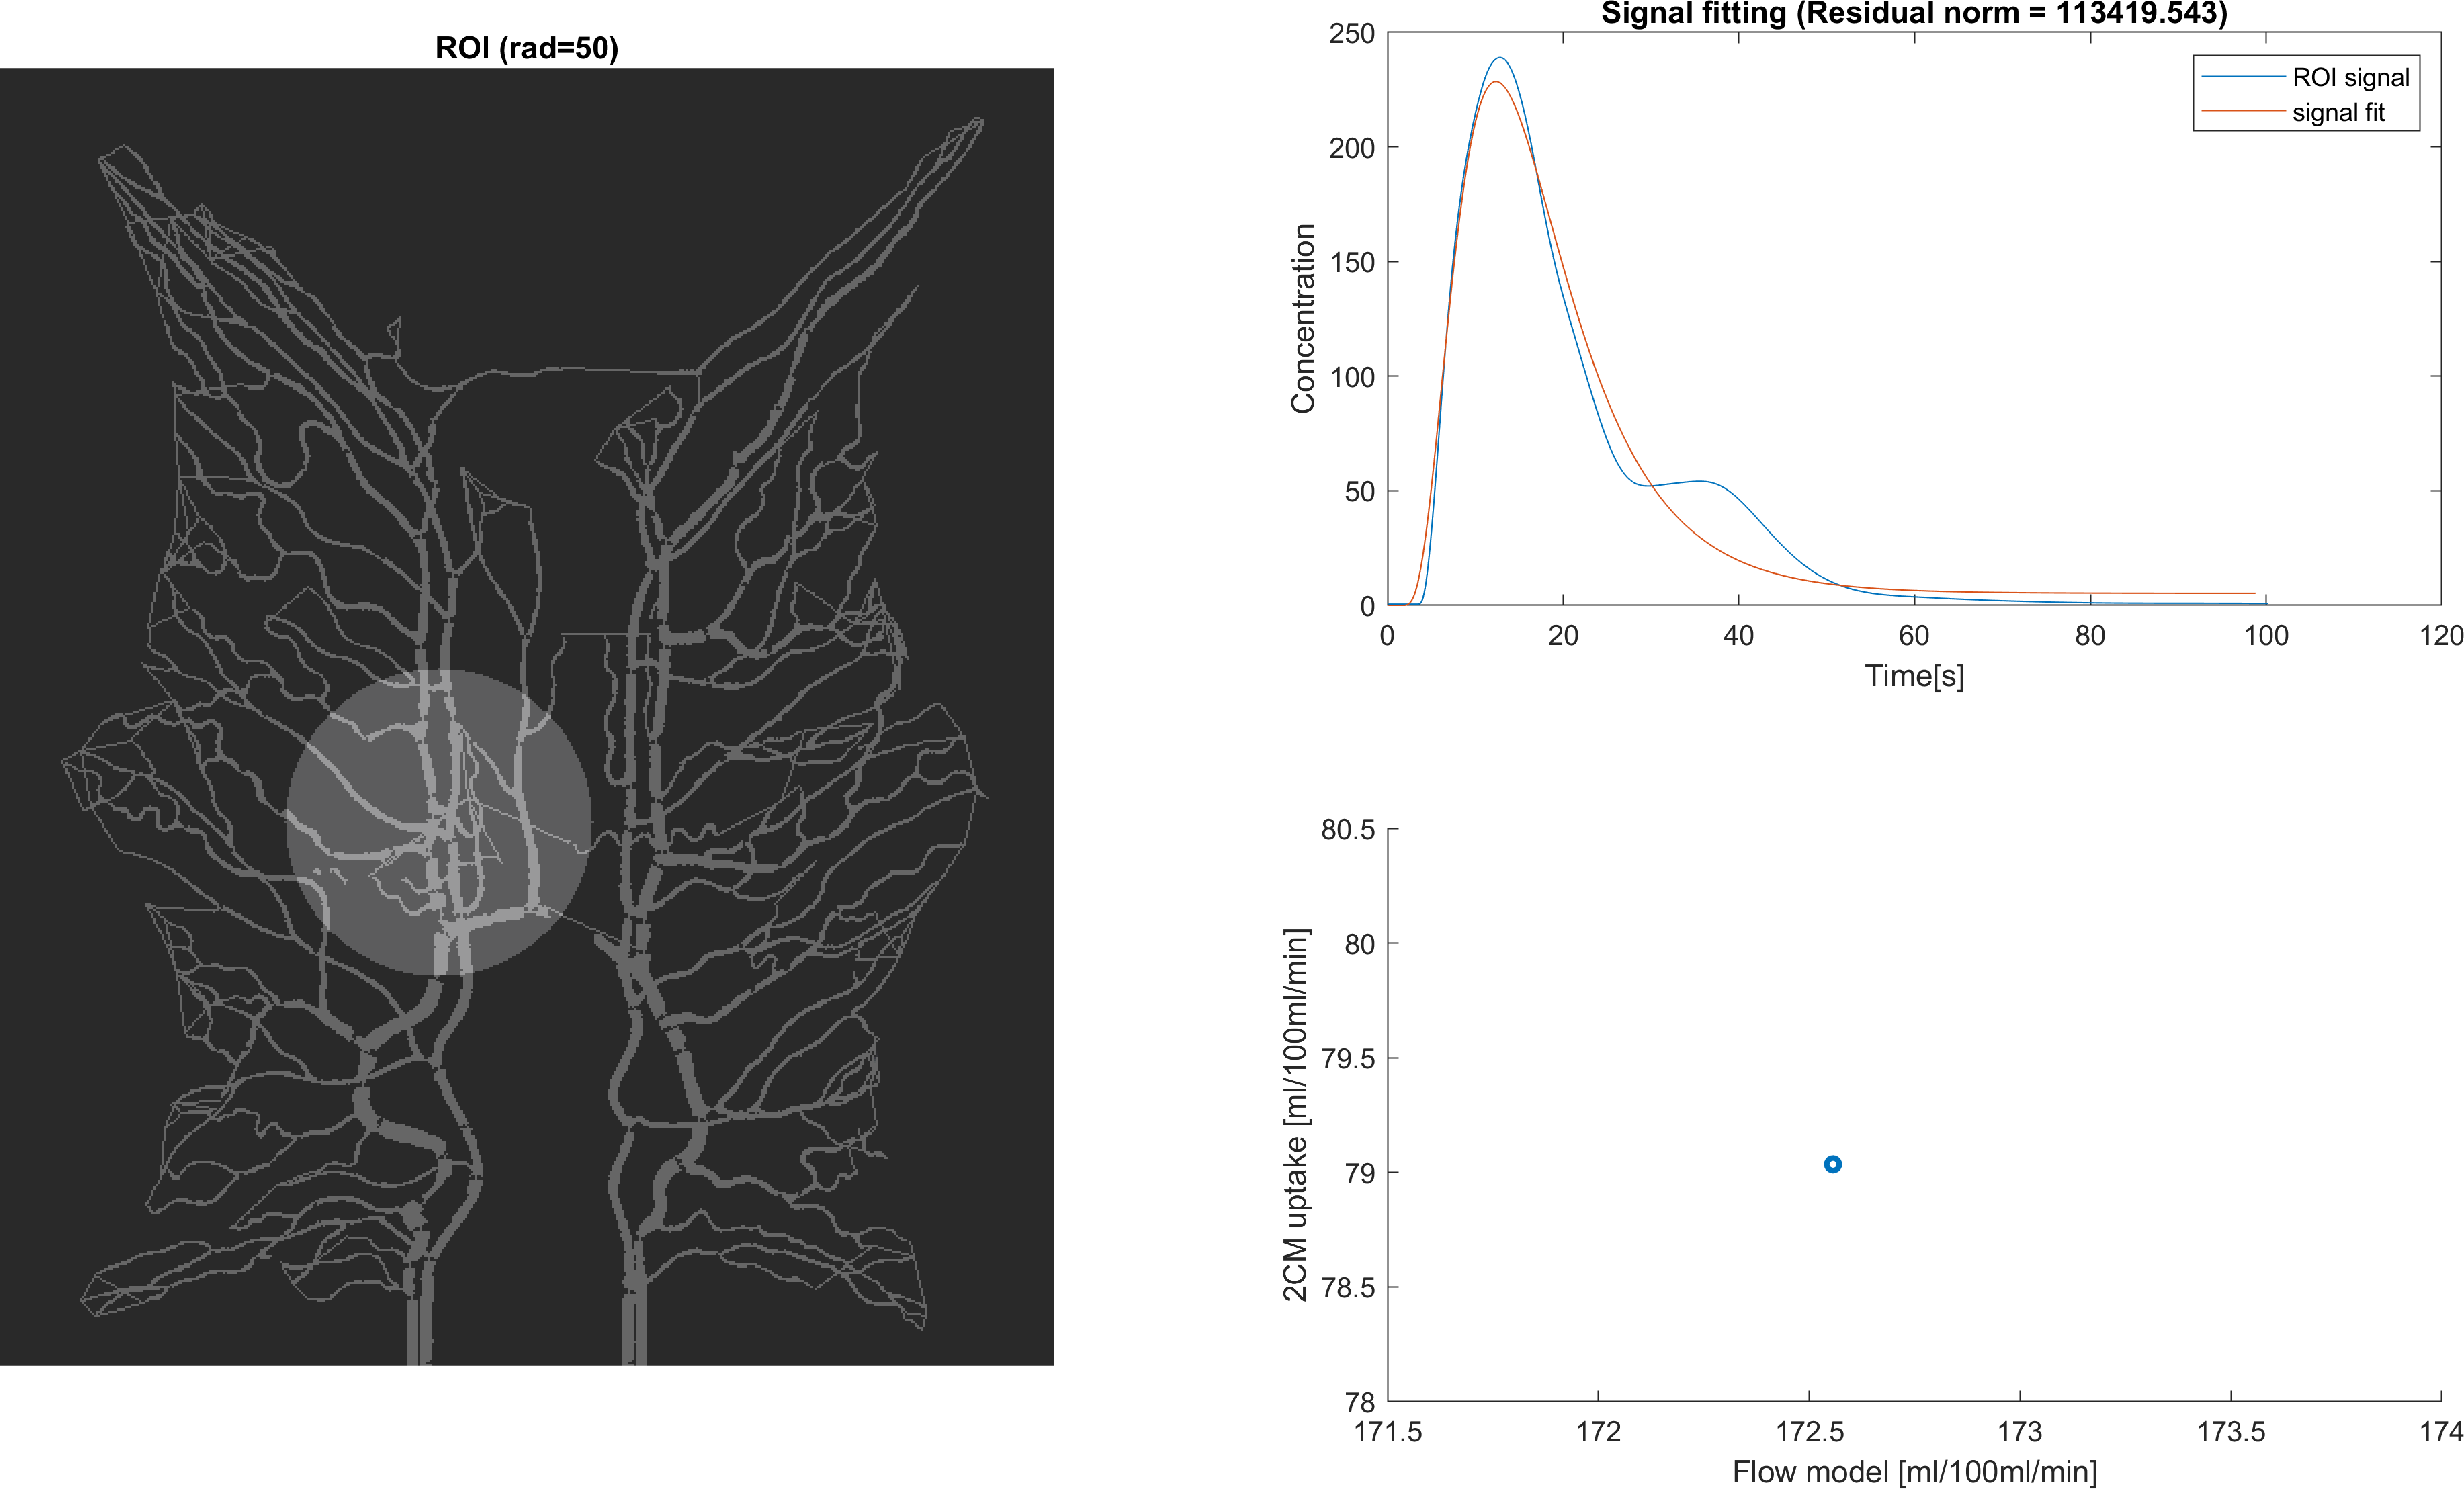 ROI (rad=50)
Signal fitting (Residual norm = 113419.543)
250
200
150
100
50
0
Concentration
ROI signal
signal fit
0 20 40 60 80 100 120
Time[s]
80.5
80
79.5
79
78.5
78
2CM uptake [ml/100ml/min]
171.5 172 172.5 173 173.5 174
Flow model [ml/100ml/min]